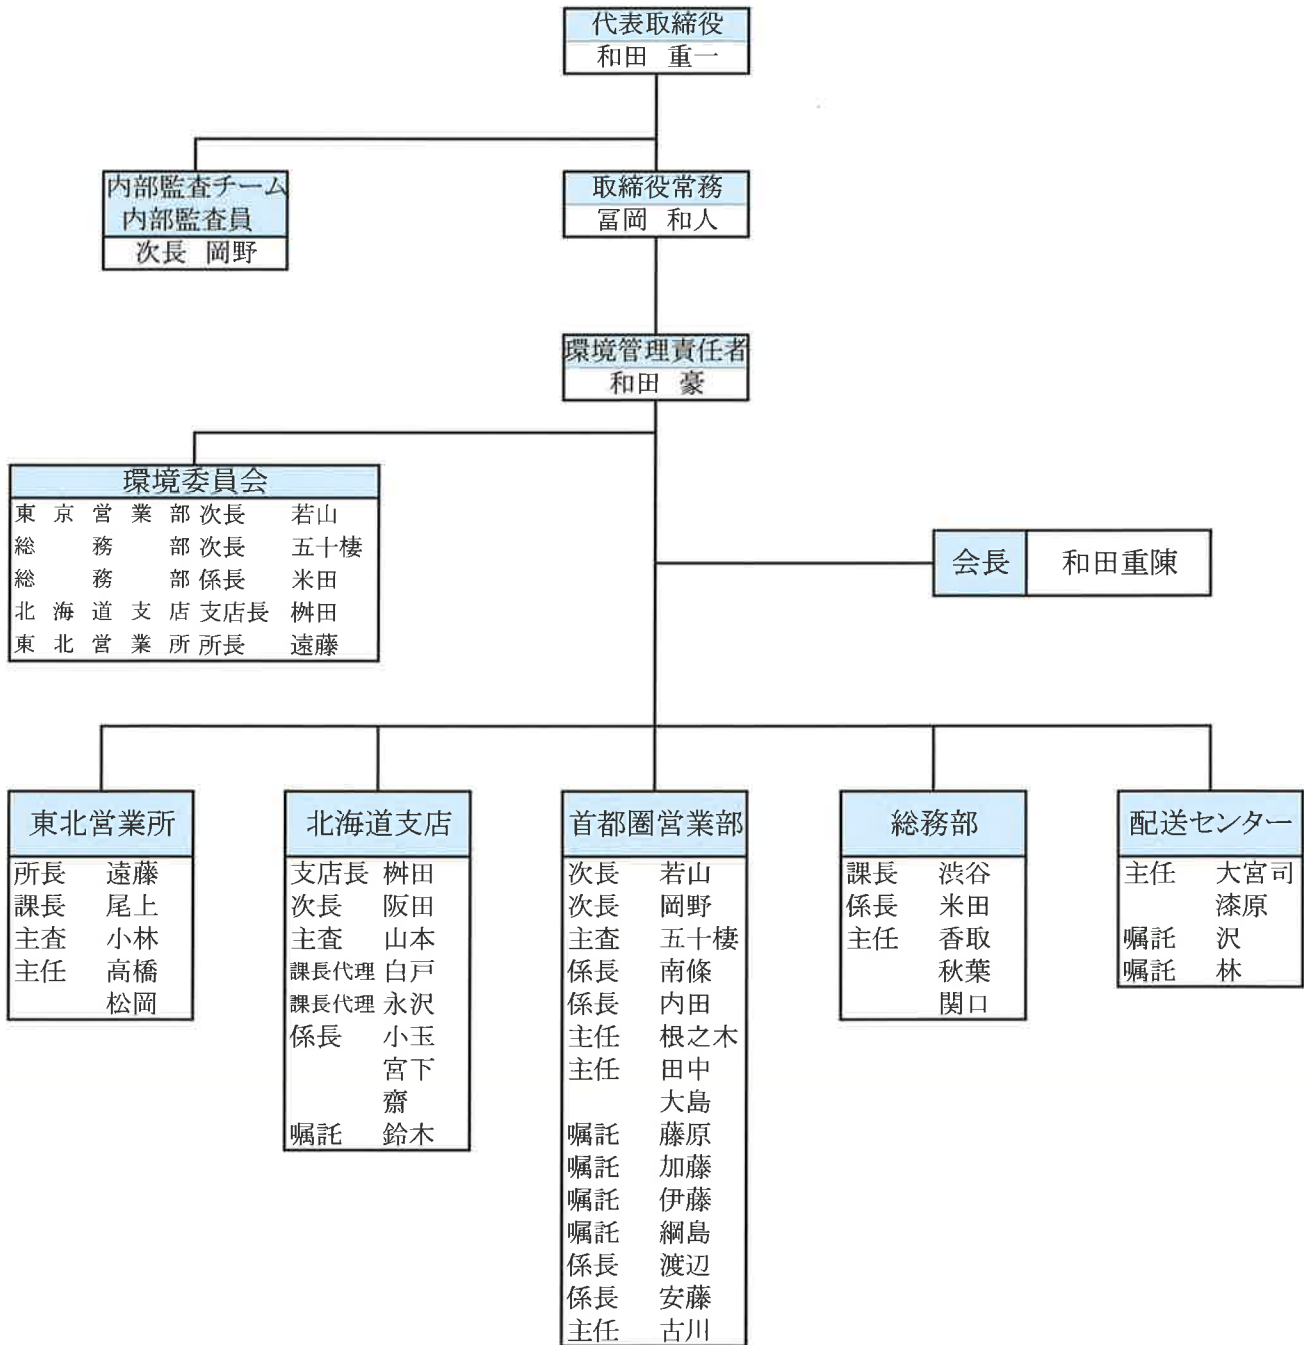 代表取締役
和田 重一
内部監査チーム
内部監査員
次長 岡野
取締役常務
冨岡 和人
環境管理責任者
和田 豪
環境委員会
東京営業部次長 若山
総務部次長 五十棲
総務部係長 米田
北海道支店支店長 桝田
東北営業所所長 遠藤
会長 和田重陳
東北営業所
所長 遠藤
課長 尾上
主査 小林
主任 高橋
松岡
北海道支店
支店長 桝田
次長 阪田
主査 山本
課長代理 白戸
課長代理 永沢
係長 小玉
宮下
齋
嘱託 鈴木
首都圏営業部
次長 若山
次長 岡野
主査 五十棲
係長 南條
係長 内田
主任 根之木
主任 田中
大島
嘱託 藤原
嘱託 加藤
嘱託 伊藤
嘱託 綱島
係長 渡辺
係長 安藤
主任 古川
総務部
課長 渋谷
係長 米田
主任 香取
秋葉
関口
配送センター
主任 大宮司
漆原
嘱託 沢
嘱託 林